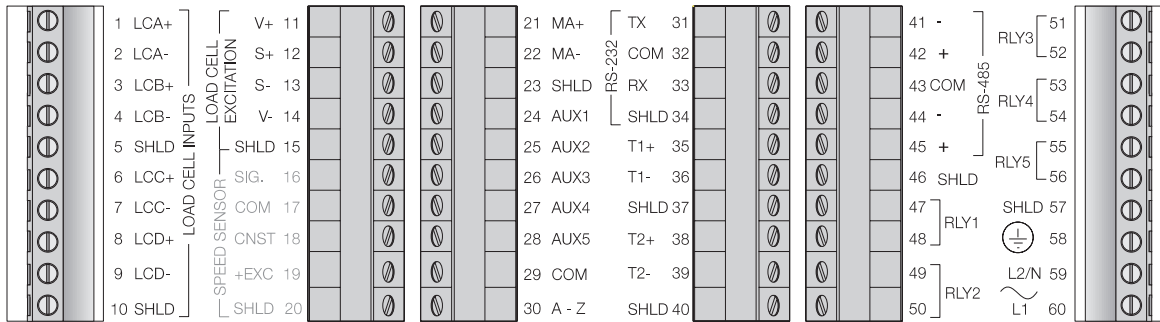 1 LCA+
2 LCA-
3 LCB+
4 LCB-
5 SHLD
6 LCC+
7 LCC-
8 LCD+
9 LCD-
10 SHLD
LOAD CELL INPUTS
LOAD CELL
EXCITATION
SPEED SENSOR
V+ 11
S+ 12
S- 13
V- 14
SHLD 15
SIG. 16
COM 17
CNST 18
+EXC 19
SHLD 20
21 MA+
22 MA-
23 SHLD
24 AUX1
25 AUX2
26 AUX3
27 AUX4
28 AUX5
29 COM
30 A - Z
RS-232
TX 31
COM 32
RX 33
SHLD 34
T1+ 35
T1- 36
SHLD 37
T2+ 38
T2- 39
SHLD 40
41 -
42 +
43 COM
44 -
45 +
46 SHLD
47
48
RLY1
49
50
RLY2
RS-485
RLY3
51
52
RLY4
53
54
RLY5
55
56
SHLD 57
58
L2/N 59
L1 60